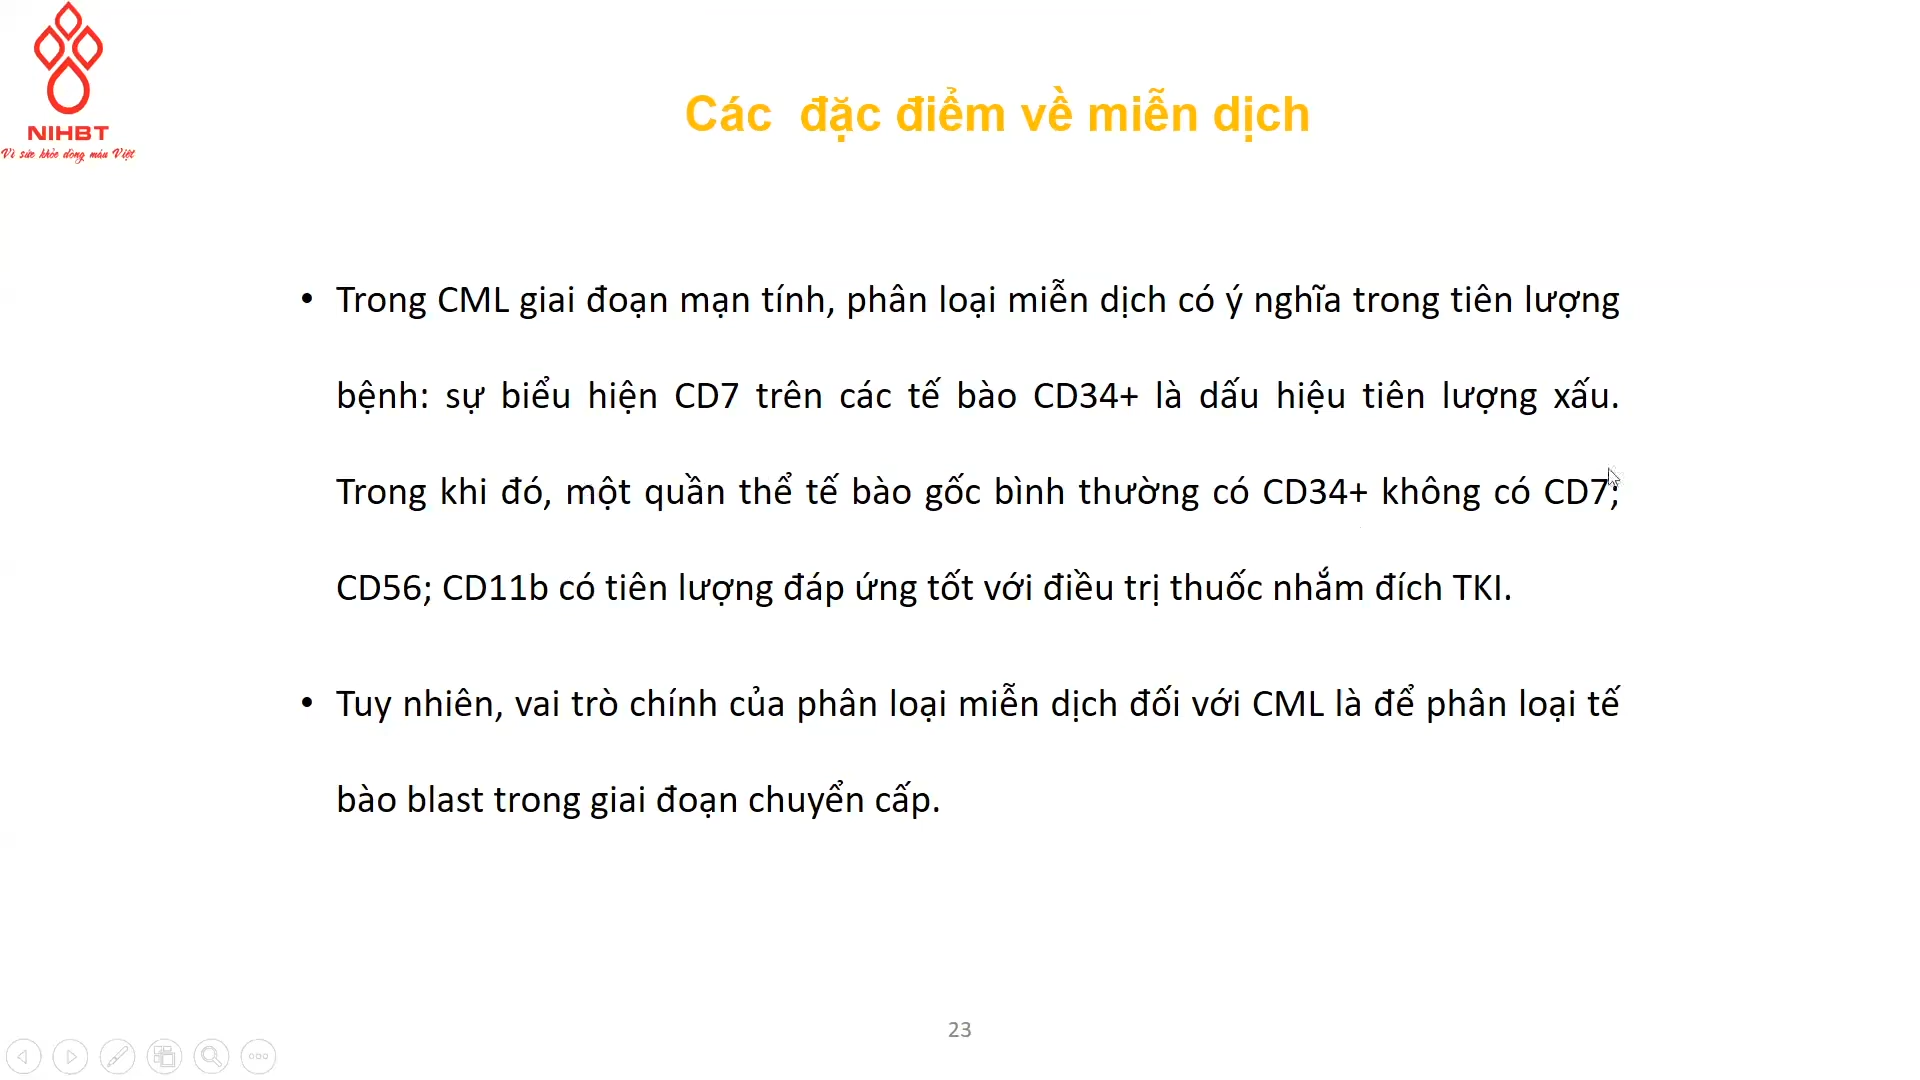 NIHBT
Vì sức khỏe dòng máu Việt
Các đặc điểm về miễn dịch
• Trong CML giai đoạn mạn tính, phân loại miễn dịch có ý nghĩa trong tiên lượng
bệnh: sự biểu hiện CD7 trên các tế bào CD34+ là dấu hiệu tiên lượng xấu.
Trong khi đó, một quần thể tế bào gốc bình thường có CD34+ không có CD7;
CD56; CD11b có tiên lượng đáp ứng tốt với điều trị thuốc nhắm đích TKI.
• Tuy nhiên, vai trò chính của phân loại miễn dịch đối với CML là để phân loại tế
bào blast trong giai đoạn chuyển cấp.
23